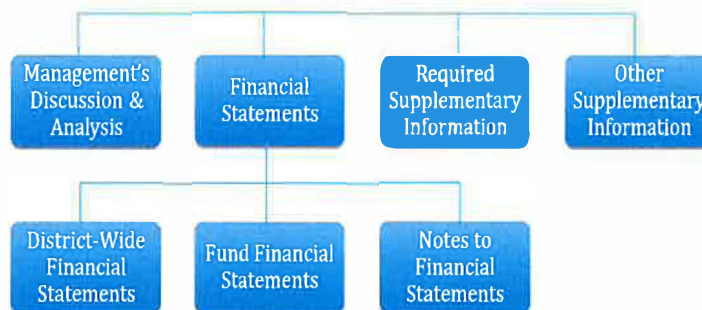 Management's
Discussion &
Analysis
Financial
Statements
Required
Supplementary
Information
Other
Supplementary
Information
District-Wide
Financial
Statements
Fund Financial
Statements
Notes to
Financial
Statements